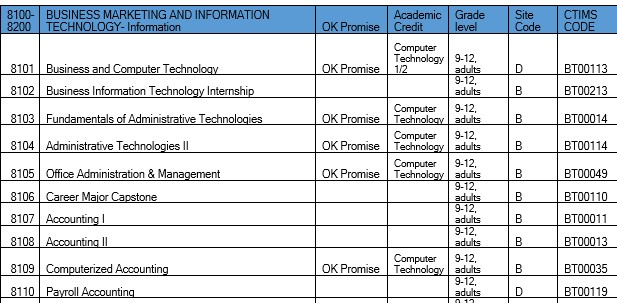 8100-8200 BUSINESS MARKETING AND INFORMATION TECHNOLOGY- Information OK Promise Academic Credit Grade level Site Code CTIMS CODE
8101 Business and Computer Technology OK Promise Computer Technology 1/2 9-12, adults D BT00113
8102 Business Information Technology Internship 9-12, adults B BT00213
8103 Fundamentals of Administrative Technologies OK Promise Computer Technology 9-12, adults B BT00014
8104 Administrative Technologies II OK Promise Computer Technology 9-12, adults B BT00114
8105 Office Administration & Management OK Promise Computer Technology 9-12, adults B BT00049
8106 Career Major Capstone 9-12, adults B BT00110
8107 Accounting I 9-12, adults B BT00011
8108 Accounting II 9-12, adults B BT00013
8109 Computerized Accounting OK Promise Computer Technology 9-12, adults B BT00035
8110 Payroll Accounting 9-12, adults D BT00119